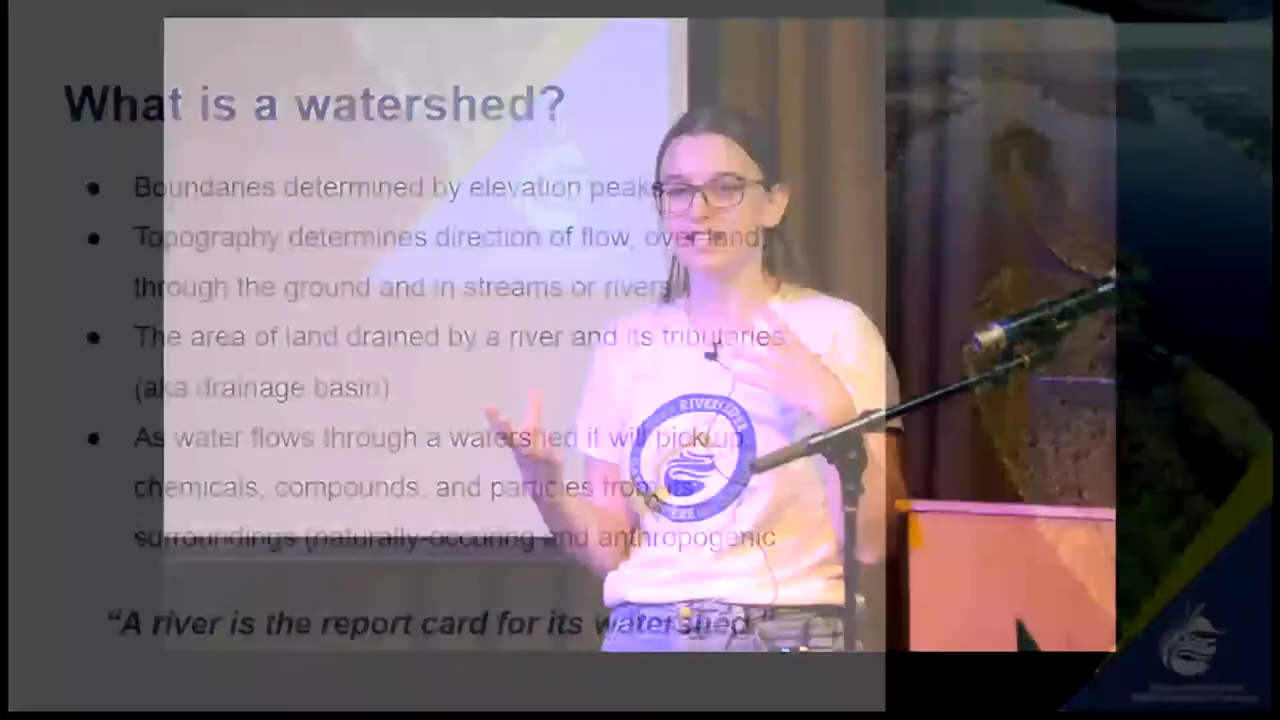 What is a watershed?
● Boundaries determined by elevation peaks
● Topography determines direction of flow, over land,
through the ground and in streams or rivers
● The area of land drained by a river and its tributaries
(aka drainage basin)
● As water flows through a watershed it will pick up
chemicals, compounds, and particles from its
surroundings (naturally-occuring and anthropogenic
“A river is the report card for its watershed.”
RIVERKEEPER